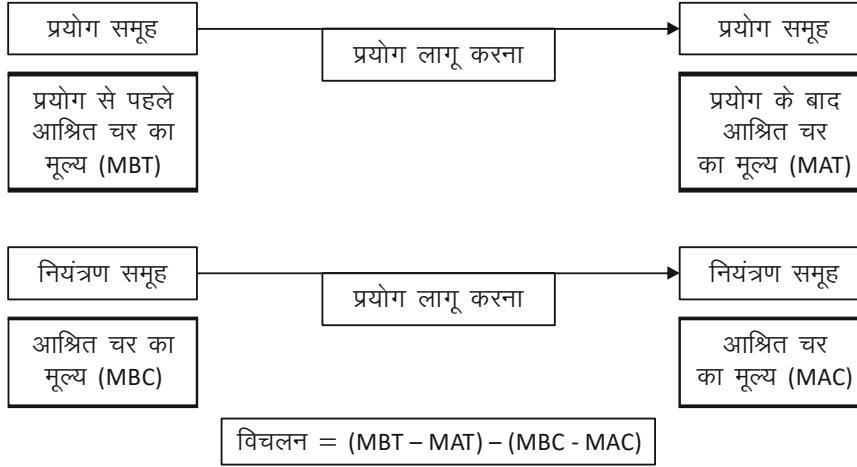 प्रयोग समूह
प्रयोग समूह
प्रयोग लागू करना
प्रयोग से पहले
आश्रित चर का
मूल्य (MBT)
प्रयोग के बाद
आश्रित चर
का मूल्य (MAT)
नियंत्रण समूह
नियंत्रण समूह
प्रयोग लागू करना
आश्रित चर का
मूल्य (MBC)
आश्रित चर
का मूल्य (MAC)
विचलन = (MBT – MAT) – (MBC - MAC)